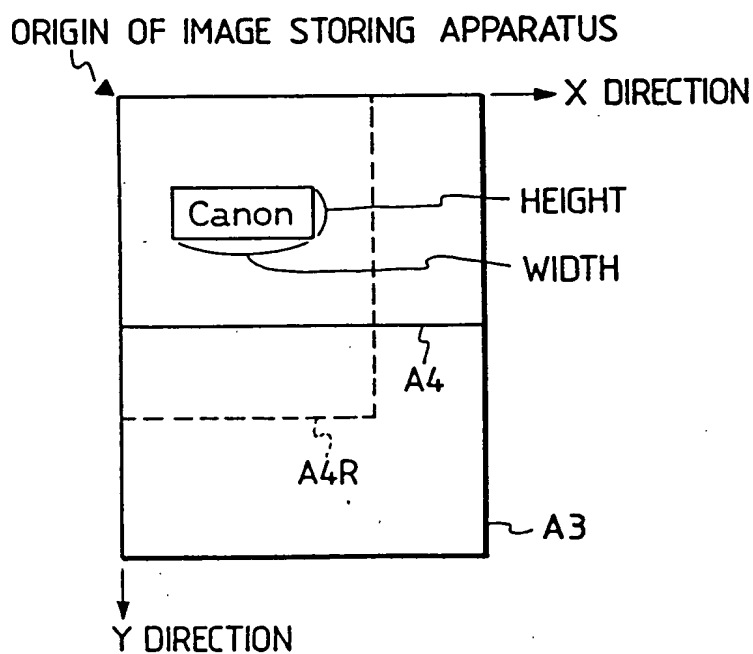 ORIGIN OF IMAGE STORING APPARATUS
X DIRECTION
Canon
HEIGHT
WIDTH
A4
A4R
A3
Y DIRECTION